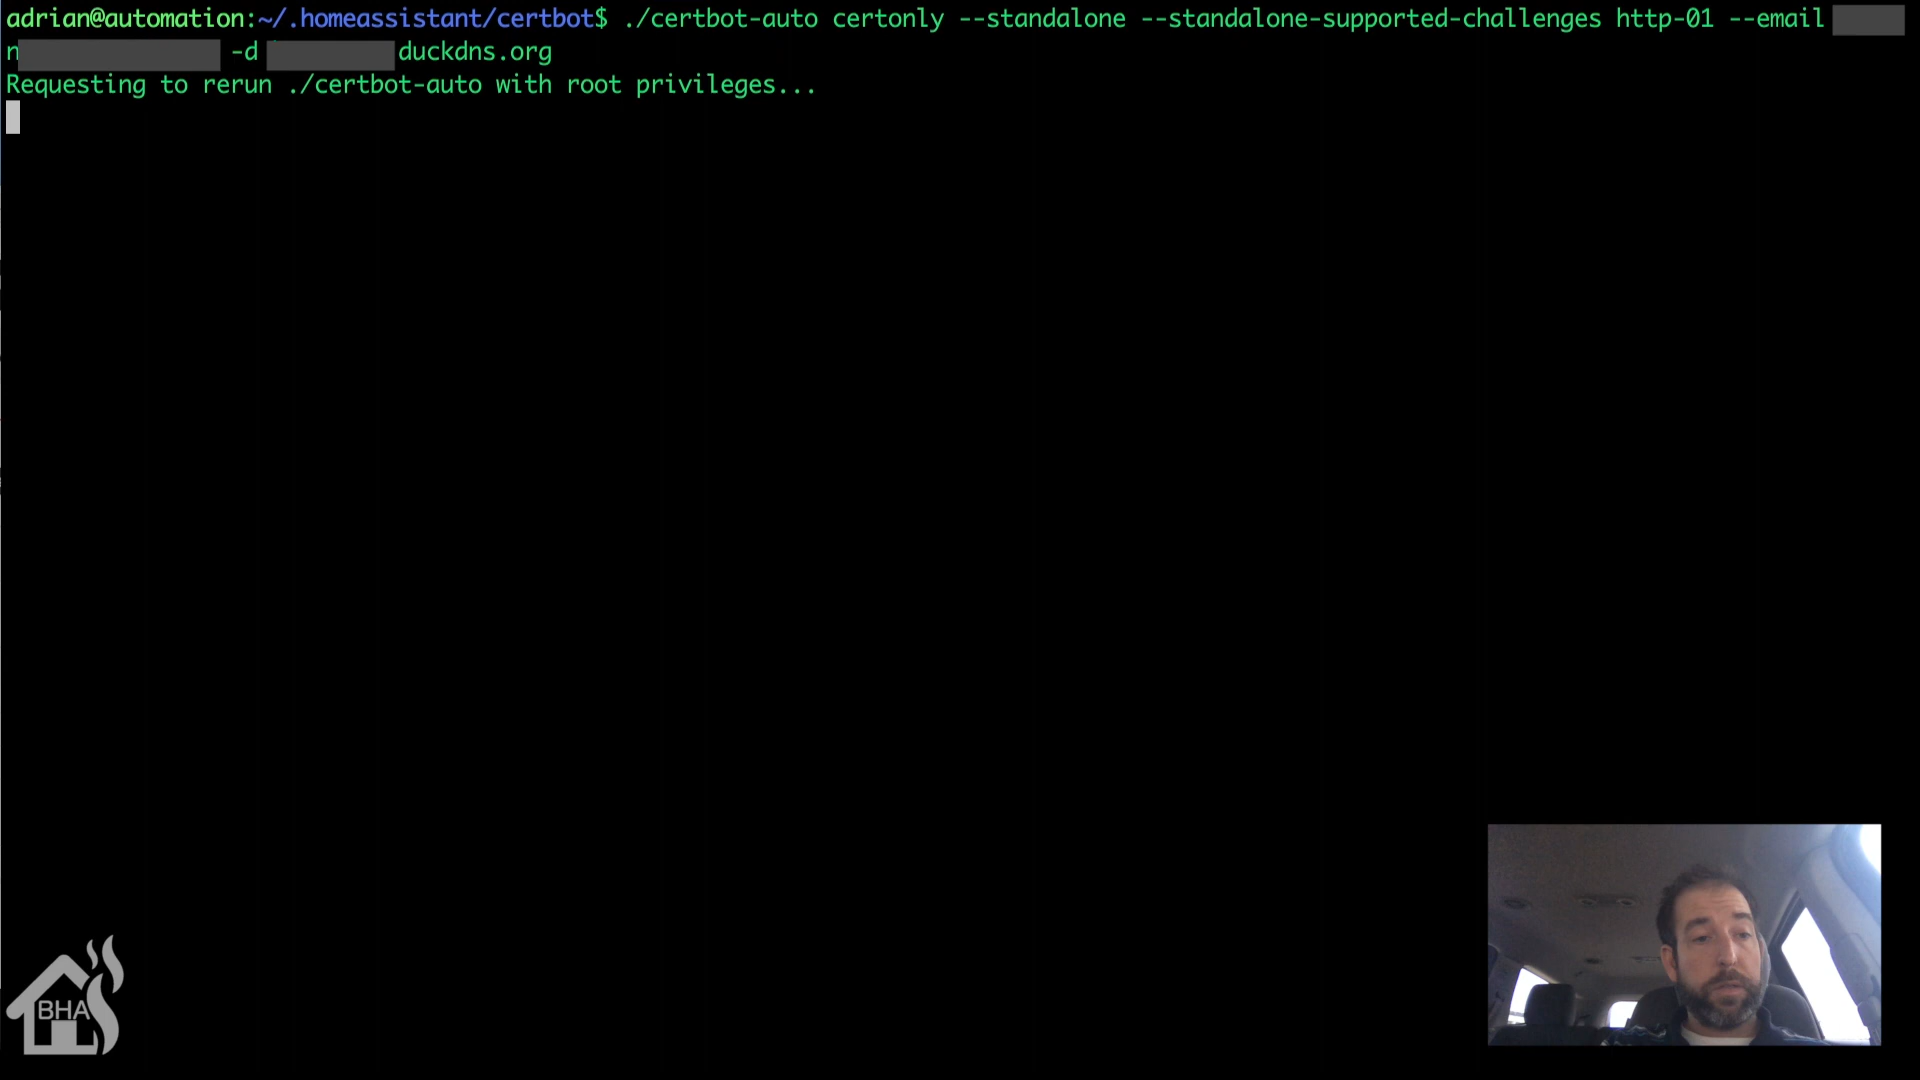 adrian@automation:~/.homeassistant/certbot$ ./certbot-auto certonly --standalone --standalone-supported-challenges http-01 --email
n -d duckdns.org
Requesting to rerun ./certbot-auto with root privileges...
BHA